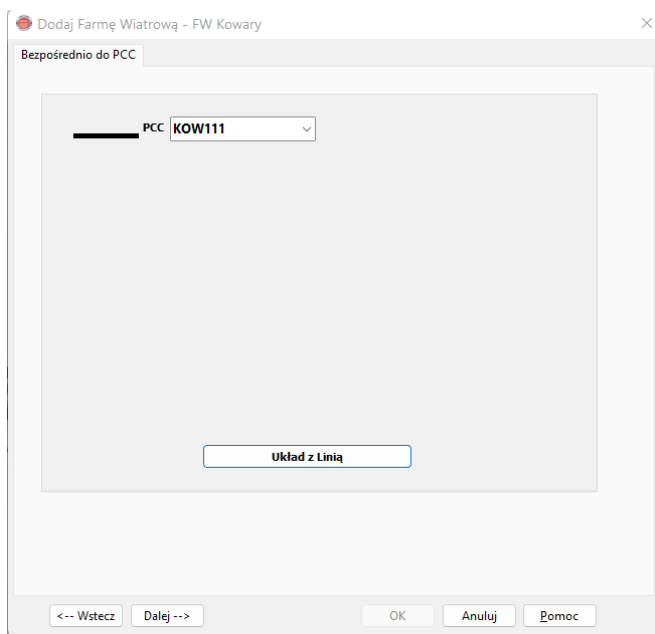 Dodaj Farmę Wiatrową - FW Kowary
Bezpośrednio do PCC
PCC KOW111
Układ z Linią
<-- Wstecz Dalej --> OK Anuluj Pomoc